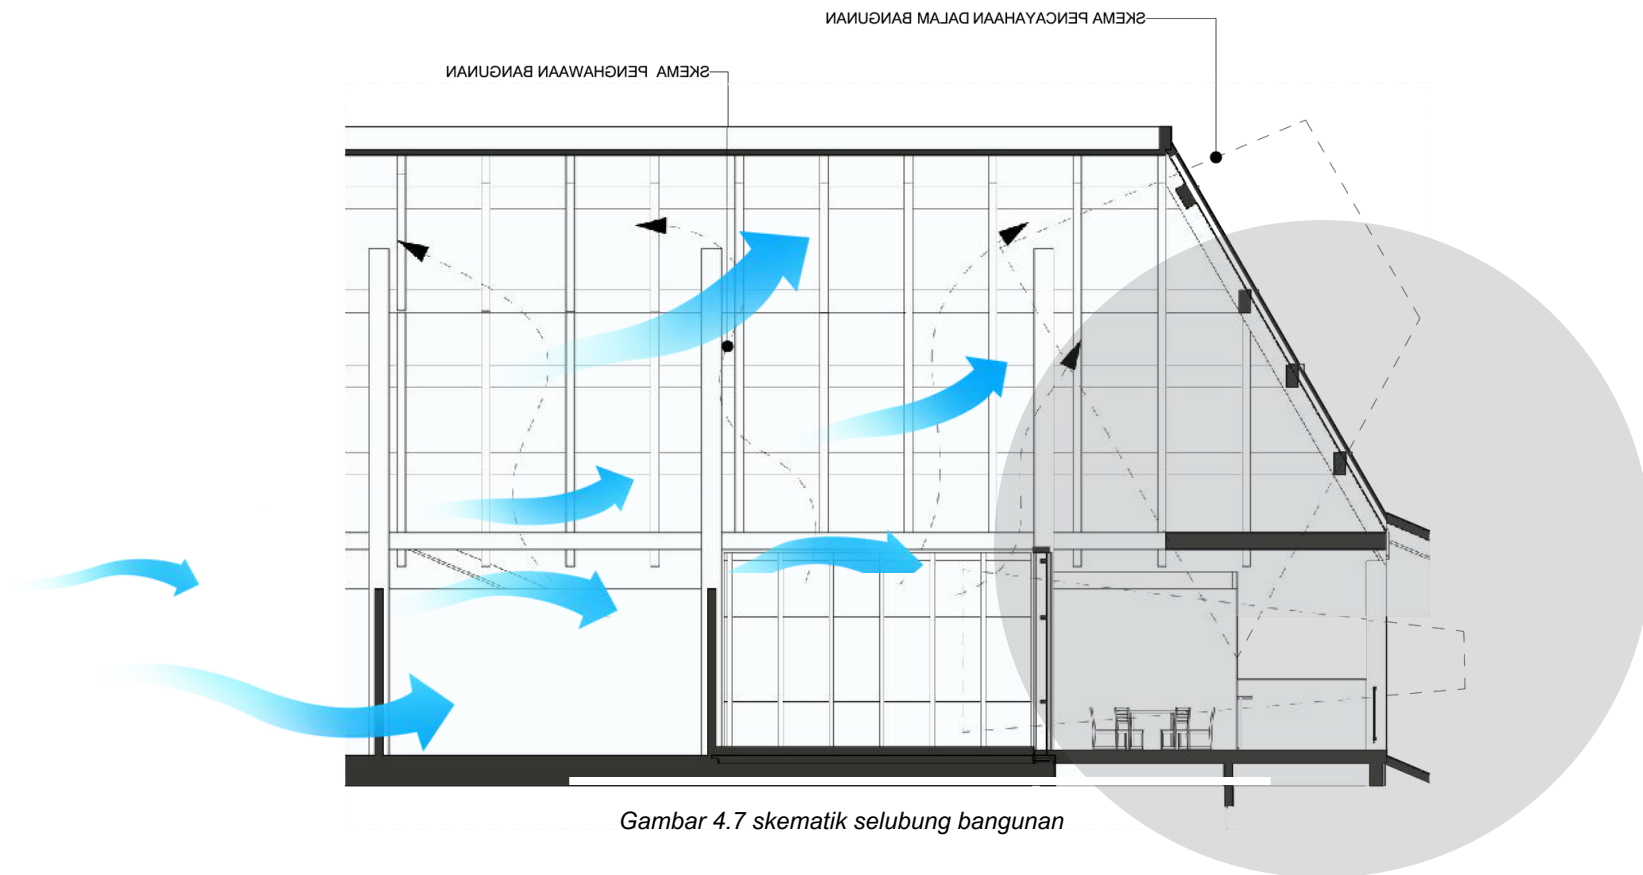 SKEMA PENCAYAHAAN DALAM BANGUNAN
SKEMA PENGHAWAAN BANGUNAN
Gambar 4.7 skematik selubung bangunan